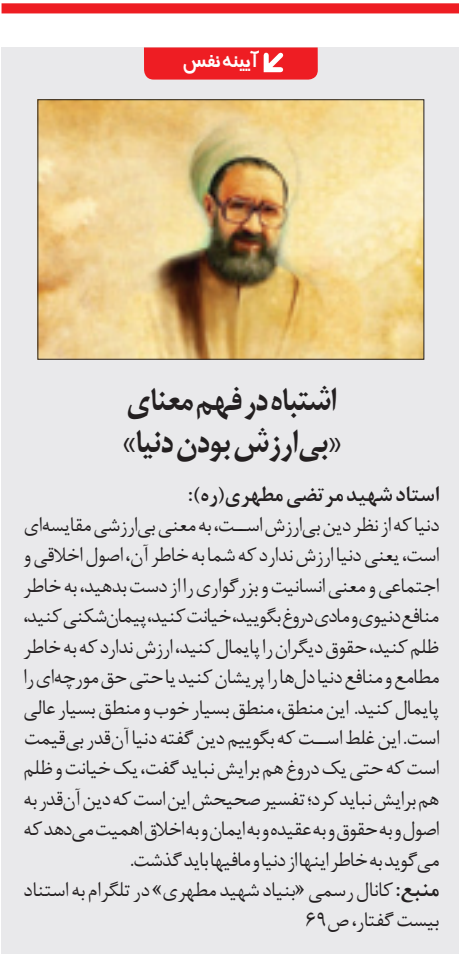 آیینه نفس
اشتباه در فهم معنای
«بی‌ارزش بودن دنیا»
استاد شهید مرتضی مطهری(ره):
دنیا که از نظر دین بی‌ارزش اســت، به معنی بی‌ارزشی مقایسه‌ای
است، یعنی دنیا ارزش ندارد که شما به خاطر آن، اصول اخلاقی و
اجتماعی و معنی انسانیت و بزرگواری را از دست بدهید، به خاطر
منافع دنیوی و مادی دروغ بگویید، خیانت کنید، پیمان‌شکنی کنید،
ظلم کنید، حقوق دیگران را پایمال کنید، ارزش ندارد که به خاطر
مطامع و منافع دنیا دل‌ها را پریشان کنید یا حتی حق مورچه‌ای را
پایمال کنید. این منطق، منطق بسیار خوب و منطق بسیار عالی
است. این غلط اســت که بگوییم دین گفته دنیا آن‌قدر بی‌قیمت
است که حتی یک دروغ هم برایش نباید گفت، یک خیانت و ظلم
هم برایش نباید کرد؛ تفسیر صحیحش این است که دین آن‌قدر به
اصول و به حقوق و به عقیده و به ایمان و به اخلاق اهمیت می‌دهد که
می‌گوید به خاطر اینها از دنیا و مافیها باید گذشت.
منبع: کانال رسمی «بنیاد شهید مطهری» در تلگرام به استناد
بیست گفتار، ص ۶۹